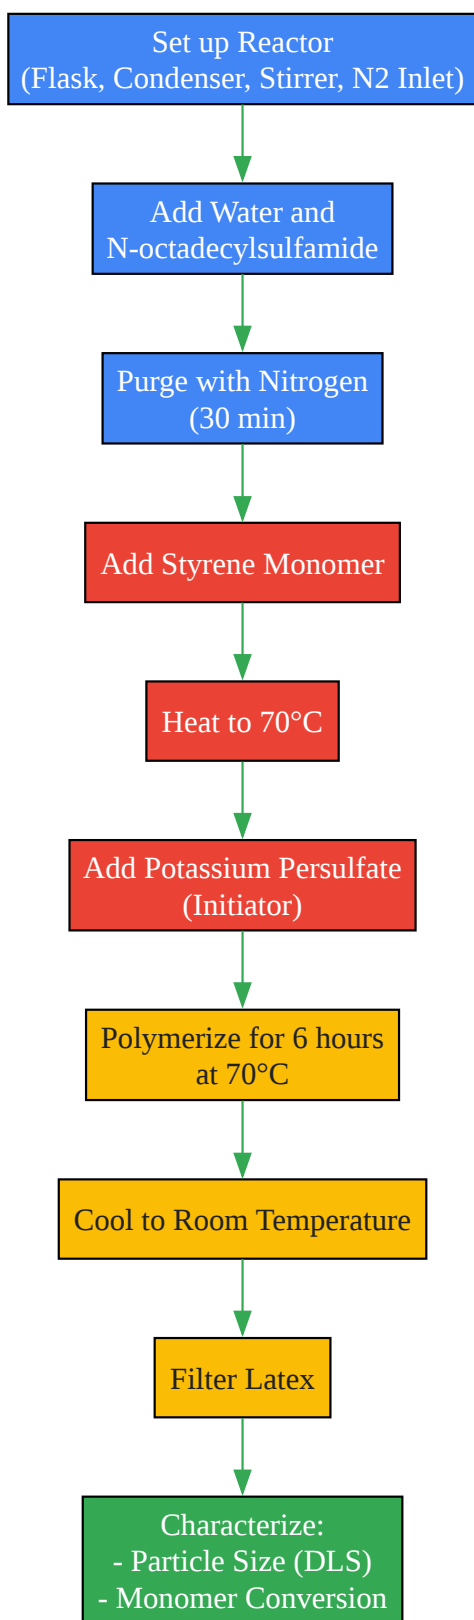 Set up Reactor
(Flask, Condenser, Stirrer, N2 Inlet)
Add Water and
N-octadecylsulfamide
Purge with Nitrogen
(30 min)
Add Styrene Monomer
Heat to 70°C
Add Potassium Persulfate
(Initiator)
Polymerize for 6 hours
at 70°C
Cool to Room Temperature
Filter Latex
Characterize:
- Particle Size (DLS)
- Monomer Conversion